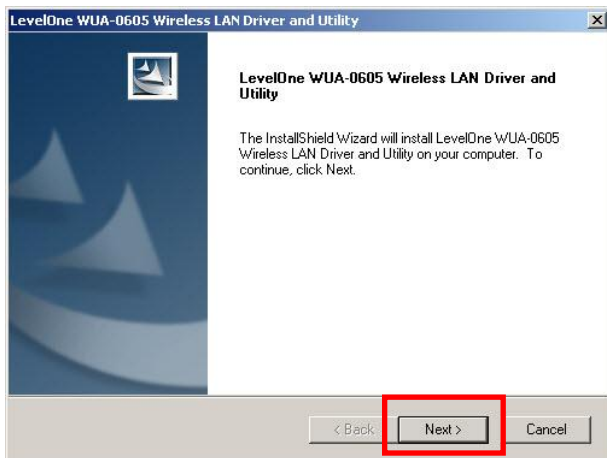 LevelOne WUA-0605 Wireless LAN Driver and Utility
LevelOne WUA-0605 Wireless LAN Driver and
Utility
The InstallShield Wizard will install LevelOne WUA-0605
Wireless LAN Driver and Utility on your computer. To
continue, click Next.
< Back Next > Cancel